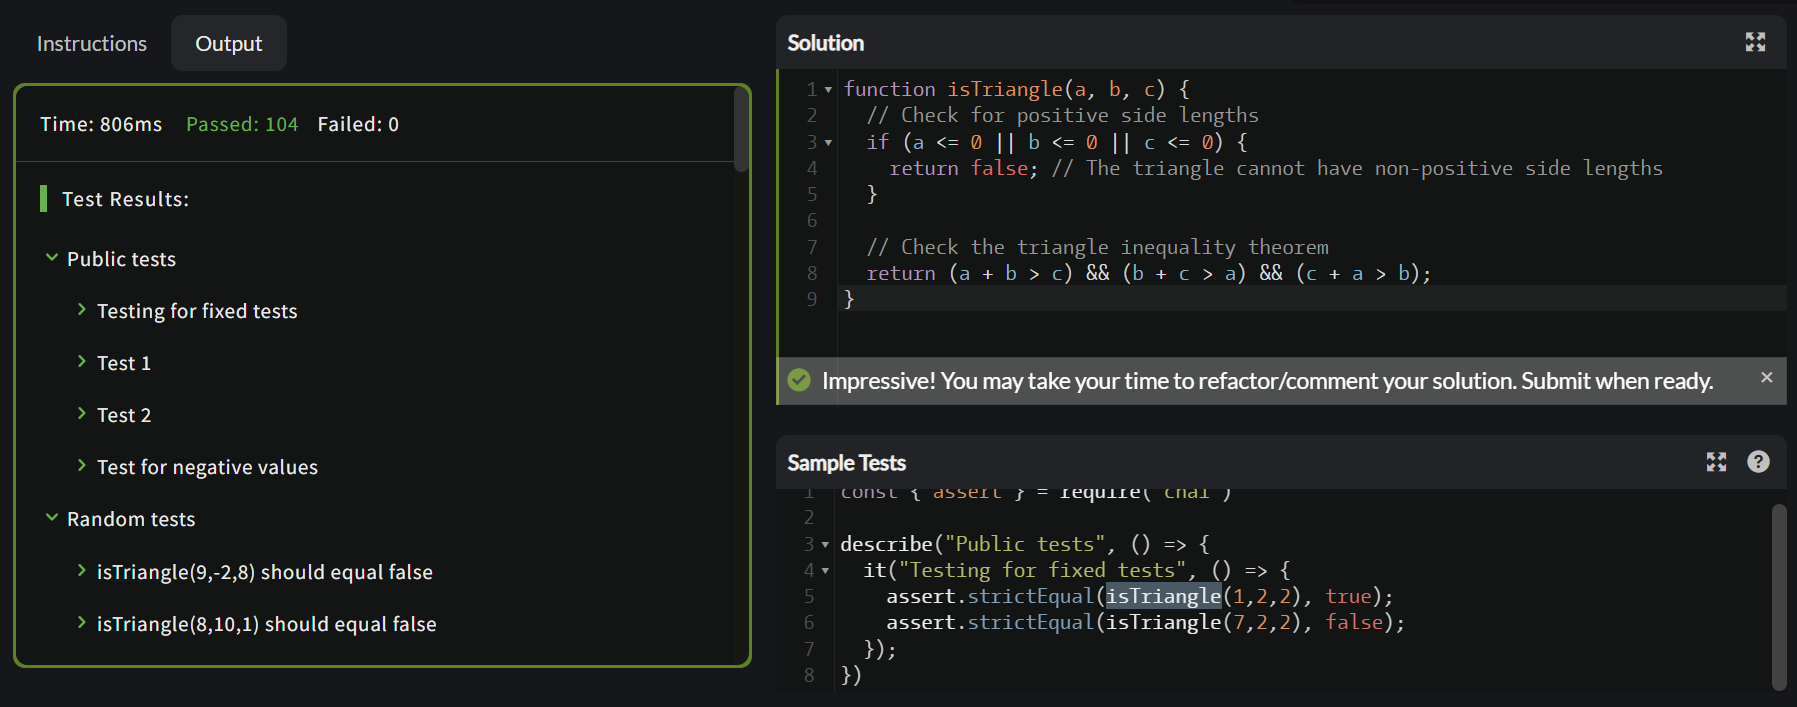 Instructions
Output
Time: 806ms Passed: 104 Failed: 0
Test Results:
Public tests
Testing for fixed tests
Test 1
Test 2
Test for negative values
Random tests
isTriangle(9,-2,8) should equal false
isTriangle(8,10,1) should equal false
Solution
1 function isTriangle(a, b, c) {
2 // Check for positive side lengths
3 if (a <= 0 || b <= 0 || c <= 0) {
4 return false; // The triangle cannot have non-positive side lengths
5 }
6
7 // Check the triangle inequality theorem
8 return (a + b > c) && (b + c > a) && (c + a > b);
9 }
Impressive! You may take your time to refactor/comment your solution. Submit when ready.
Sample Tests
1 const { assert } = require("chai")
2
3 describe("Public tests", () => {
4 it("Testing for fixed tests", () => {
5 assert.strictEqual(isTriangle(1,2,2), true);
6 assert.strictEqual(isTriangle(7,2,2), false);
7 });
8 })